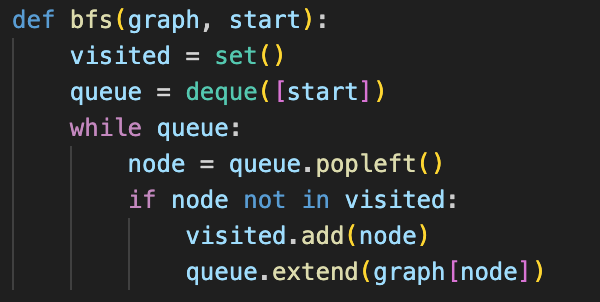 def bfs(graph, start):
    visited = set()
    queue = deque([start])
    while queue:
        node = queue.popleft()
        if node not in visited:
            visited.add(node)
            queue.extend(graph[node])